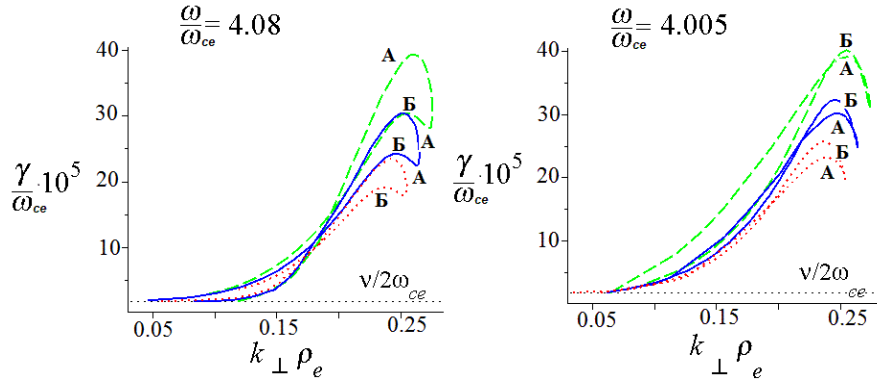 ω/ω_ce = 4.08
γ/ω_ce · 10^5
40
30
20
10
А
Б
А
Б
А
Б
ν/2ω_ce
0.05
0.15
0.25
k_⊥ ρ_e
ω/ω_ce = 4.005
γ/ω_ce · 10^5
40
30
20
10
Б
А
Б
А
Б
А
ν/2ω_ce
0.05
0.15
0.25
k_⊥ ρ_e